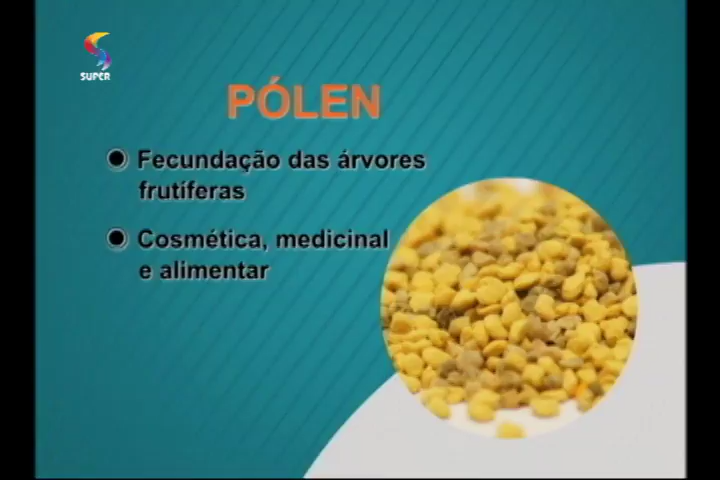 SUPER
PÓLEN
Fecundação das árvores
frutíferas
Cosmética, medicinal
e alimentar